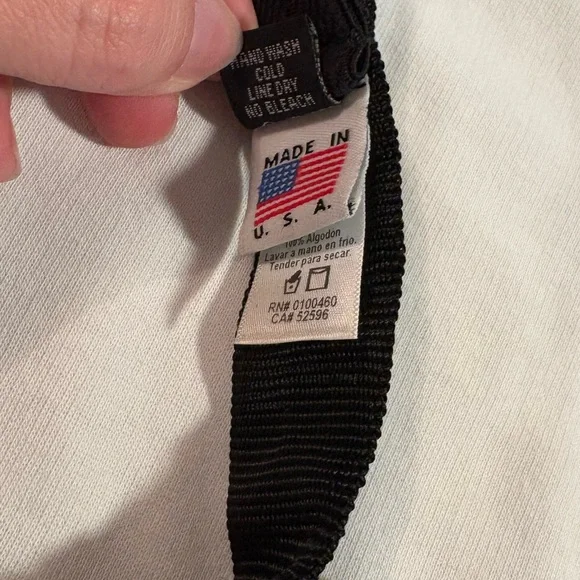 HAND WASH
COLD
LINE DRY
NO BLEACH
MADE IN
U. S. A.
100% Algodon
Lavar a mano en frio.
Tender para secar.
RN# 0100460
CA# 52596